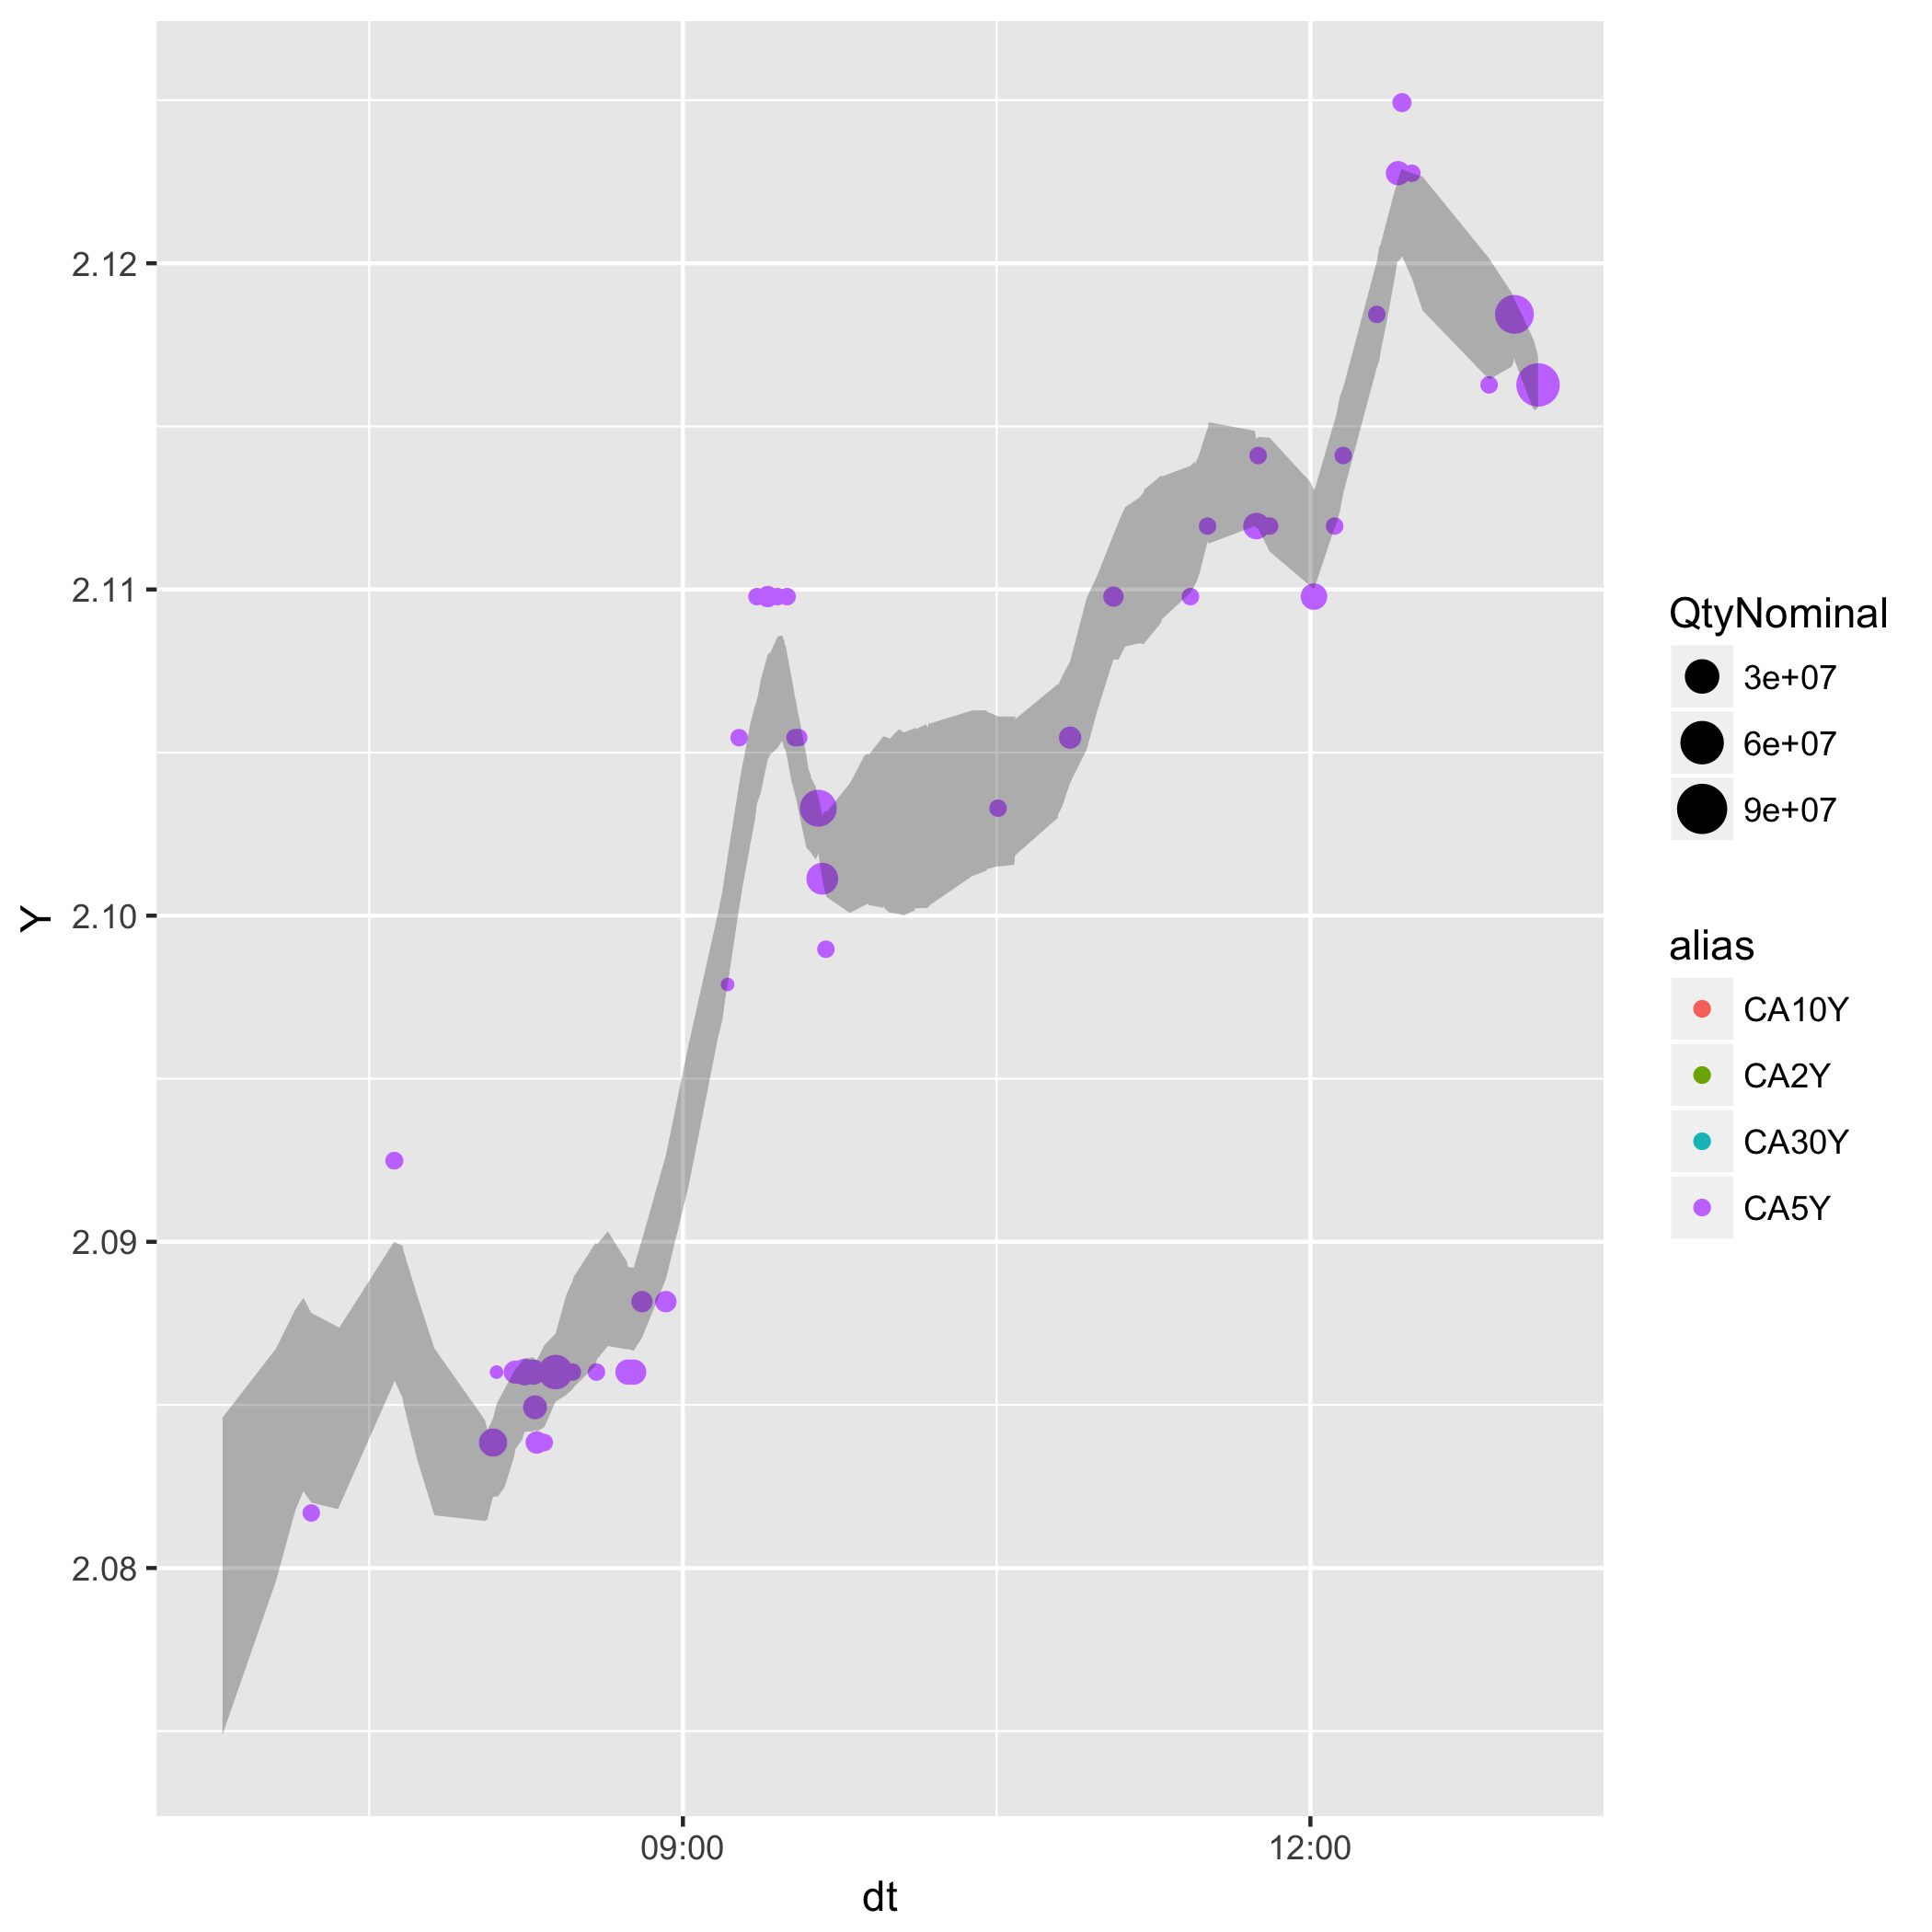 Y
2.12
2.11
2.10
2.09
2.08
09:00
12:00
dt
QtyNominal
3e+07
6e+07
9e+07
alias
CA10Y
CA2Y
CA30Y
CA5Y